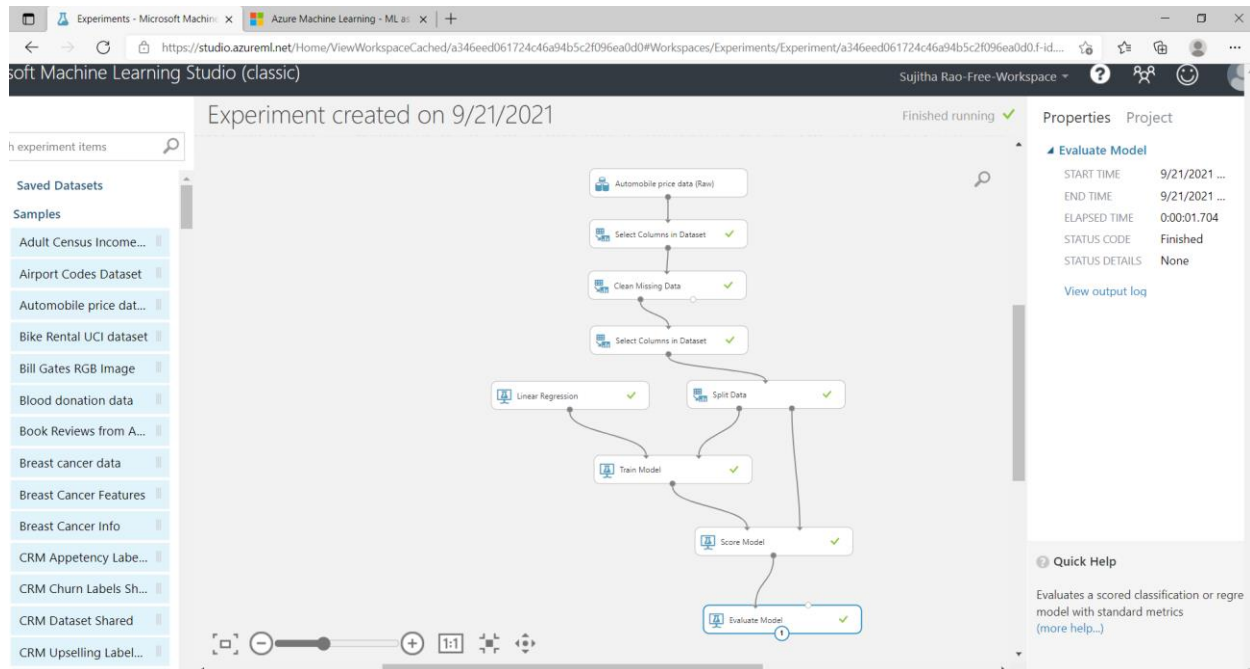 Experiments - Microsoft Machin
Azure Machine Learning - ML as
https://studio.azureml.net/Home/ViewWorkspaceCached/a346eed061724c46a94b5c2f096ea0d0#Workspaces/Experiments/Experiment/a346eed061724c46a94b5c2f096ea0d0.f-id....
soft Machine Learning Studio (classic)
Sujitha Rao-Free-Workspace
?
Experiment created on 9/21/2021
Finished running
h experiment items
Saved Datasets
Samples
Adult Census Income...
Airport Codes Dataset
Automobile price dat...
Bike Rental UCI dataset
Bill Gates RGB Image
Blood donation data
Book Reviews from A...
Breast cancer data
Breast Cancer Features
Breast Cancer Info
CRM Appetency Labe...
CRM Churn Labels Sh...
CRM Dataset Shared
CRM Upselling Label...
Automobile price data (Raw)
Select Columns in Dataset
Clean Missing Data
Select Columns in Dataset
Linear Regression
Split Data
Train Model
Score Model
Evaluate Model
1
1:1
Properties Project
Evaluate Model
START TIME 9/21/2021 ...
END TIME 9/21/2021 ...
ELAPSED TIME 0:00:01.704
STATUS CODE Finished
STATUS DETAILS None
View output log
Quick Help
Evaluates a scored classification or regre
model with standard metrics
(more help...)